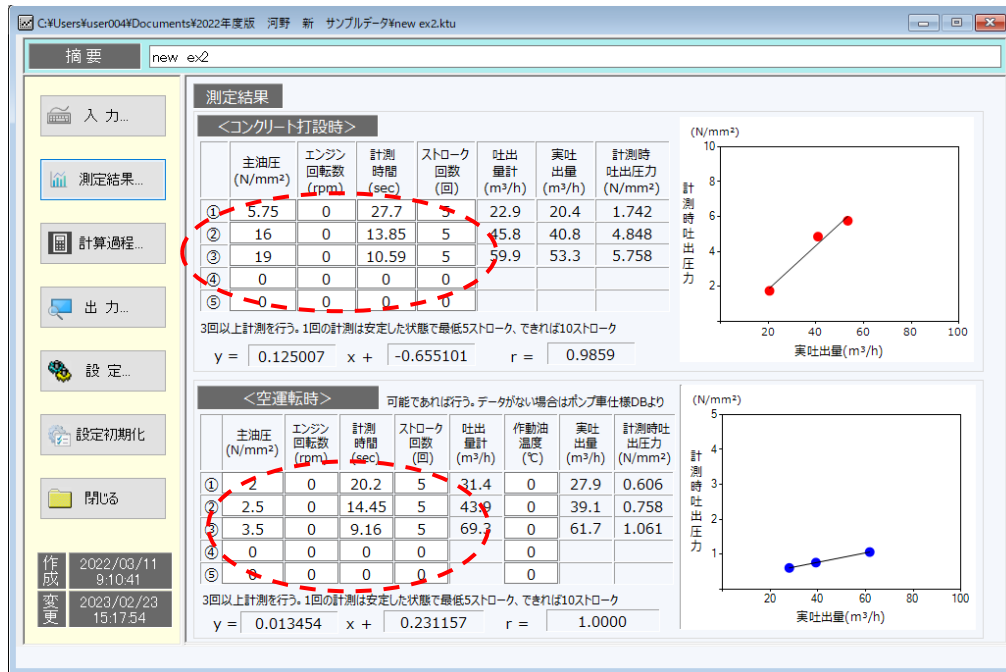 C:¥Users¥user004¥Documents¥2022年度版 河野 新 サンプルデータ¥new ex2.ktu
摘要 new ex2
入 力...
測定結果...
計算過程...
出 力...
設 定...
設定初期化
閉じる
作成 2022/03/11 9:10:41
変更 2023/02/23 15:17:54
測定結果
＜コンクリート打設時＞
主油圧 (N/mm²) エンジン回転数 (rpm) 計測時間 (sec) ストローク回数 (回) 吐出量計 (m³/h) 実吐出量 (m³/h) 計測時吐出圧力 (N/mm²)
① 5.75 0 27.7 5 22.9 20.4 1.742
② 16 0 13.85 5 45.8 40.8 4.848
③ 19 0 10.59 5 59.9 53.3 5.758
④ 0 0 0 0
⑤ 0 0 0 0
3回以上計測を行う。1回の計測は安定した状態で最低5ストローク、できれば10ストローク
y = 0.125007 x + -0.655101 r = 0.9859
(N/mm²)
10
8
6
4
2
計測時吐出圧力
20 40 60 80 100
実吐出量(m³/h)
＜空運転時＞ 可能であれば行う。データがない場合はポンプ車仕様DBより
主油圧 (N/mm²) エンジン回転数 (rpm) 計測時間 (sec) ストローク回数 (回) 吐出量計 (m³/h) 作動油温度 (℃) 実吐出量 (m³/h) 計測時吐出圧力 (N/mm²)
① 2 0 20.2 5 31.4 0 27.9 0.606
② 2.5 0 14.45 5 43.9 0 39.1 0.758
③ 3.5 0 9.16 5 69.3 0 61.7 1.061
④ 0 0 0 0 0
⑤ 0 0 0 0 0
3回以上計測を行う。1回の計測は安定した状態で最低5ストローク、できれば10ストローク
y = 0.013454 x + 0.231157 r = 1.0000
(N/mm²)
5
4
3
2
1
計測時吐出圧力
20 40 60 80 100
実吐出量(m³/h)